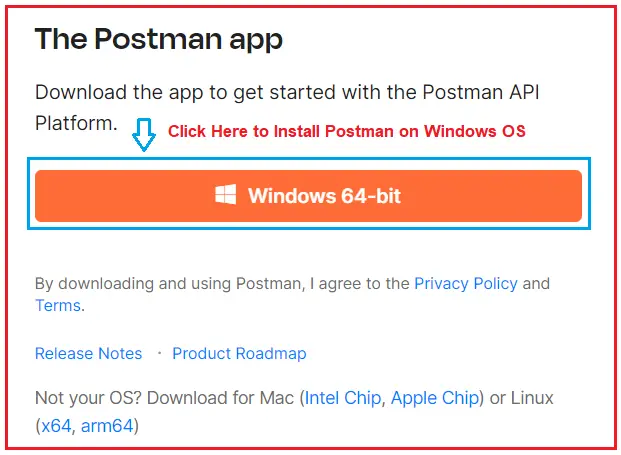 The Postman app
Download the app to get started with the Postman API
Platform.
Click Here to Install Postman on Windows OS
Windows 64-bit
By downloading and using Postman, I agree to the Privacy Policy and
Terms.
Release Notes · Product Roadmap
Not your OS? Download for Mac (Intel Chip, Apple Chip) or Linux
(x64, arm64)